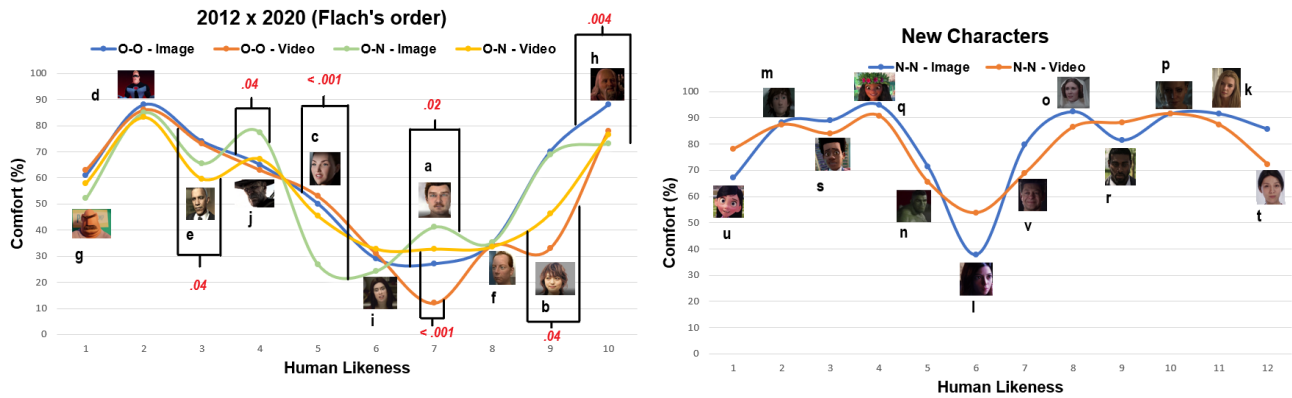 2012 x 2020 (Flach's order)
O-O - Image
O-O - Video
O-N - Image
O-N - Video
.004
.04
< .001
.02
.04
< .001
.04
d
g
e
j
c
i
a
f
b
h
Comfort (%)
100
90
80
70
60
50
40
30
20
10
0
1 2 3 4 5 6 7 8 9 10
Human Likeness
New Characters
N-N - Image
N-N - Video
u
m
s
q
n
l
v
o
r
p
k
t
Comfort (%)
100
90
80
70
60
50
40
30
20
10
0
1 2 3 4 5 6 7 8 9 10 11 12
Human Likeness